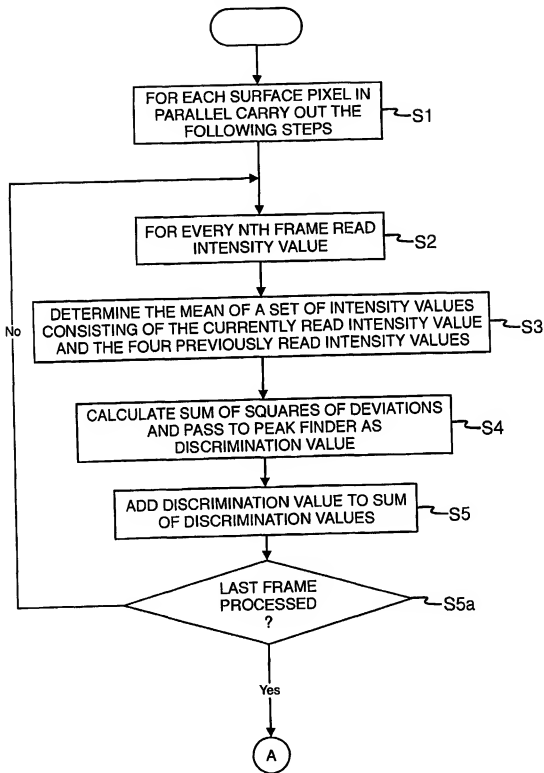 FOR EACH SURFACE PIXEL IN
PARALLEL CARRY OUT THE
FOLLOWING STEPS
S1
FOR EVERY NTH FRAME READ
INTENSITY VALUE
S2
DETERMINE THE MEAN OF A SET OF INTENSITY VALUES
CONSISTING OF THE CURRENTLY READ INTENSITY VALUE
AND THE FOUR PREVIOUSLY READ INTENSITY VALUES
S3
No
CALCULATE SUM OF SQUARES OF DEVIATIONS
AND PASS TO PEAK FINDER AS
DISCRIMINATION VALUE
S4
ADD DISCRIMINATION VALUE TO SUM
OF DISCRIMINATION VALUES
S5
LAST FRAME
PROCESSED
?
S5a
Yes
A